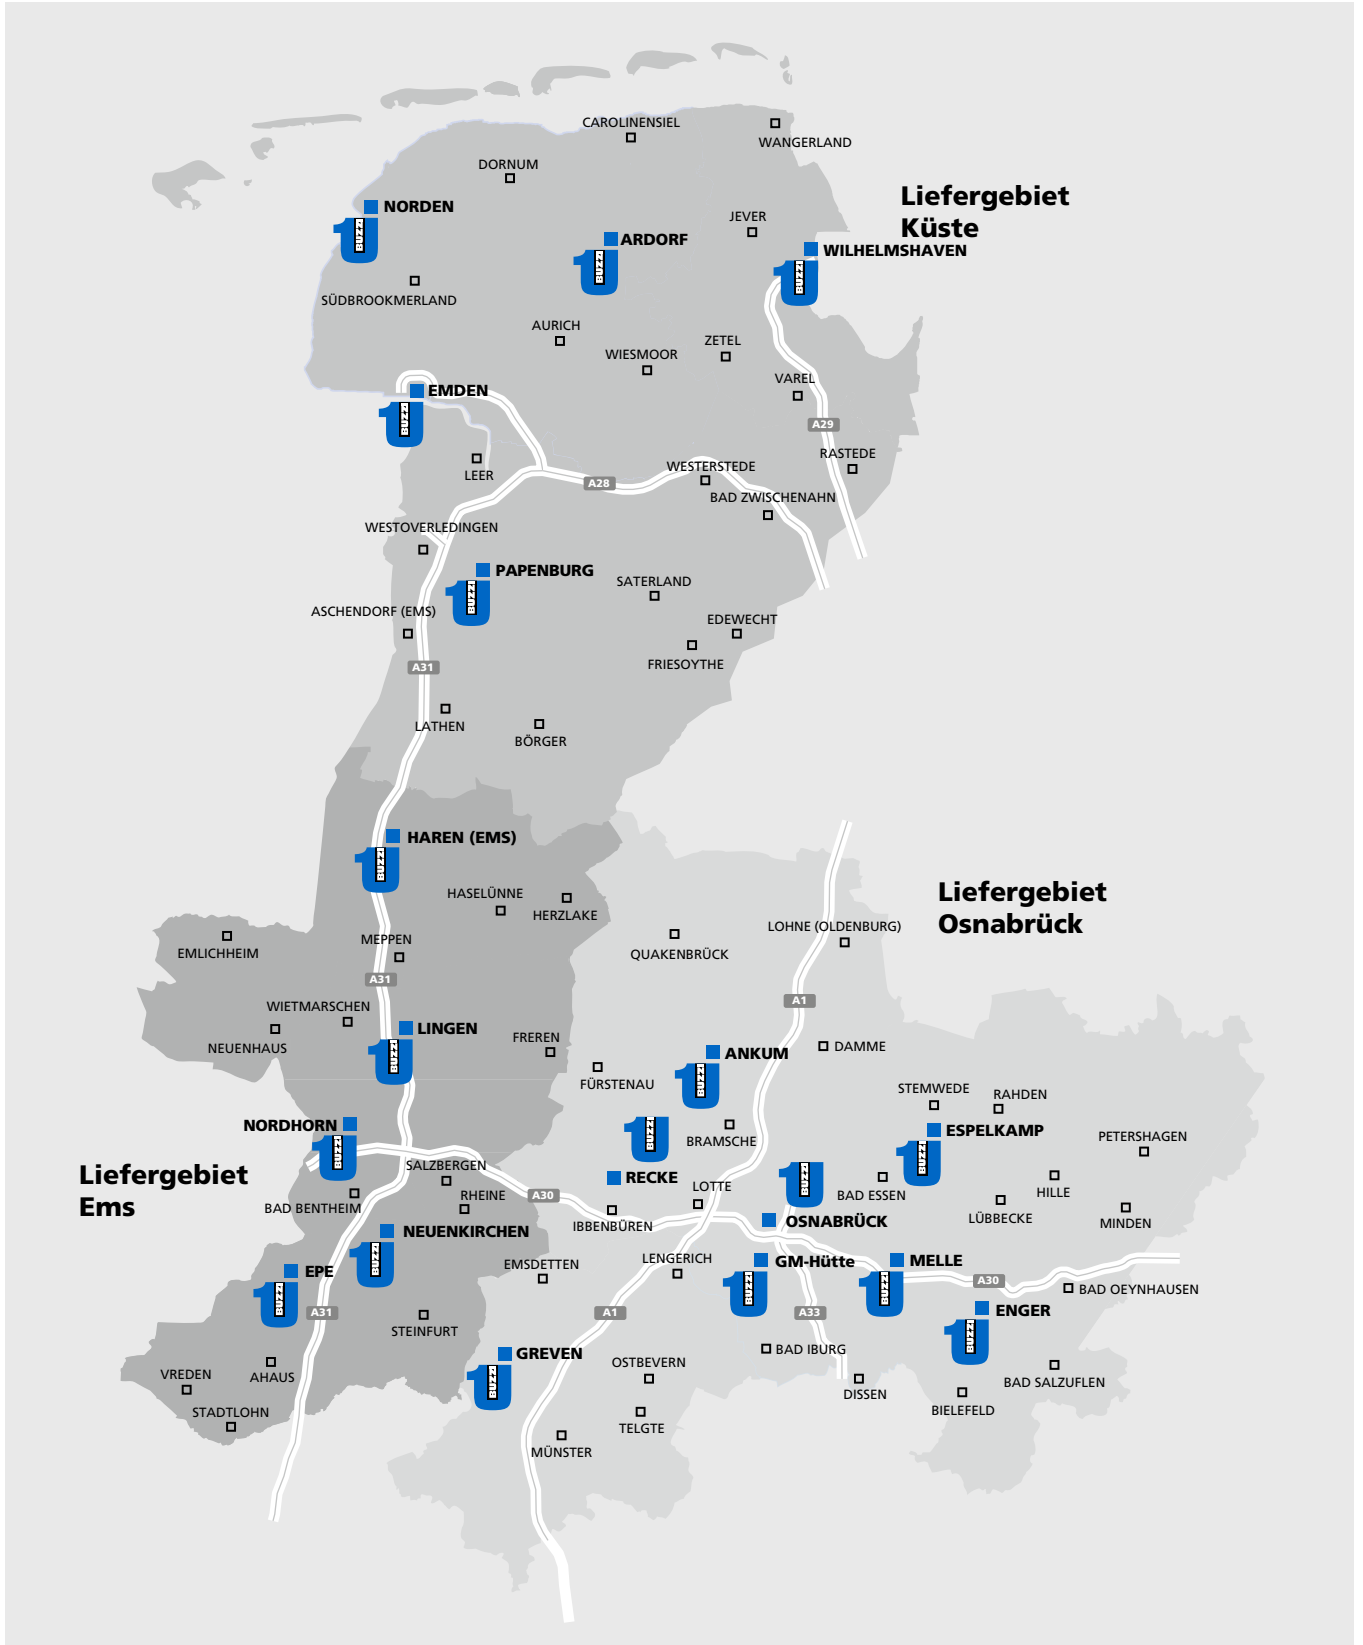 CAROLINENSIEL
WANGERLAND
DORNUM
Liefergebiet
Küste
NORDEN
JEVER
ARDORF
WILHELMSHAVEN
SÜDBROOKMERLAND
AURICH
WIESMOOR
ZETEL
VAREL
EMDEN
A29
RASTEDE
LEER
WESTERSTEDE
A28
BAD ZWISCHENAHN
WESTOVERLEDINGEN
PAPENBURG
SATERLAND
ASCHENDORF (EMS)
EDEWECHT
FRIESOYTHE
A31
LATHEN
BÖRGER
HAREN (EMS)
Liefergebiet
Osnabrück
HASELÜNNE
HERZLAKE
LOHNE (OLDENBURG)
MEPPEN
EMLICHHEIM
QUAKENBRÜCK
A31
A1
WIETMARSCHEN
LINGEN
FREREN
NEUENHAUS
DAMME
ANKUM
FÜRSTENAU
STEMWEDE
RAHDEN
NORDHORN
ESPELKAMP
BRAMSCHE
PETERSHAGEN
Liefergebiet
Ems
SALZBERGEN
RECKE
LOTTE
BAD ESSEN
HILLE
RHEINE
A30
BAD BENTHEIM
IBBENBÜREN
OSNABRÜCK
LÜBBECKE
MINDEN
NEUENKIRCHEN
EMSDETTEN
LENGERICH
GM-Hütte
MELLE
EPE
A30
BAD OEYNHAUSEN
A31
A1
A33
ENGER
STEINFURT
GREVEN
BAD IBURG
OSTBEVERN
VREDEN
AHAUS
BAD SALZUFLEN
DISSEN
STADTLOHN
BIELEFELD
TELGTE
MÜNSTER